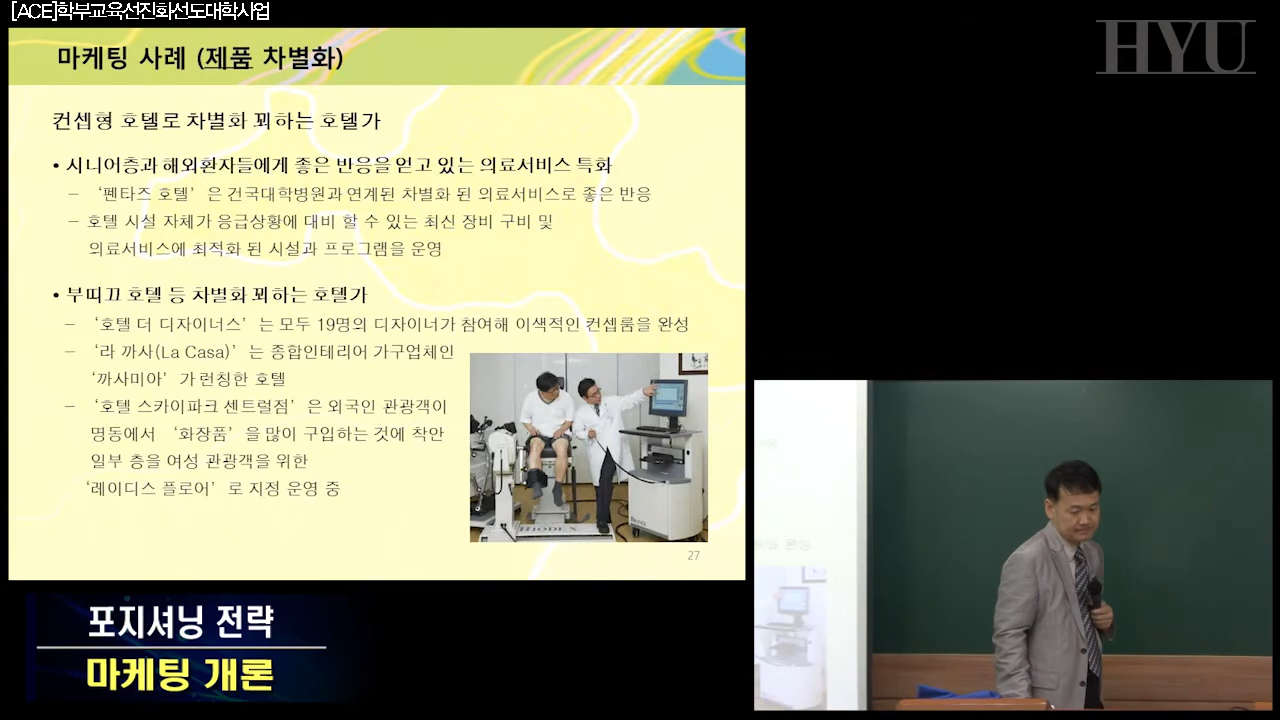 [ACE]학부교육선진화선도대학사업
HYU
마케팅 사례 (제품 차별화)
컨셉형 호텔로 차별화 꾀하는 호텔가
• 시니어층과 해외환자들에게 좋은 반응을 얻고 있는 의료서비스 특화
– ‘펜타즈 호텔’은 건국대학병원과 연계된 차별화 된 의료서비스로 좋은 반응
– 호텔 시설 자체가 응급상황에 대비 할 수 있는 최신 장비 구비 및
의료서비스에 최적화 된 시설과 프로그램을 운영
• 부띠끄 호텔 등 차별화 꾀하는 호텔가
– ‘호텔 더 디자이너스’는 모두 19명의 디자이너가 참여해 이색적인 컨셉룸을 완성
– ‘라 까사(La Casa)’는 종합인테리어 가구업체인
‘까사미아’가 런칭한 호텔
– ‘호텔 스카이파크 센트럴점’은 외국인 관광객이
명동에서 ‘화장품’을 많이 구입하는 것에 착안
일부 층을 여성 관광객을 위한
‘레이디스 플로어’로 지정 운영 중
BIODEX
27
포지셔닝 전략
마케팅 개론